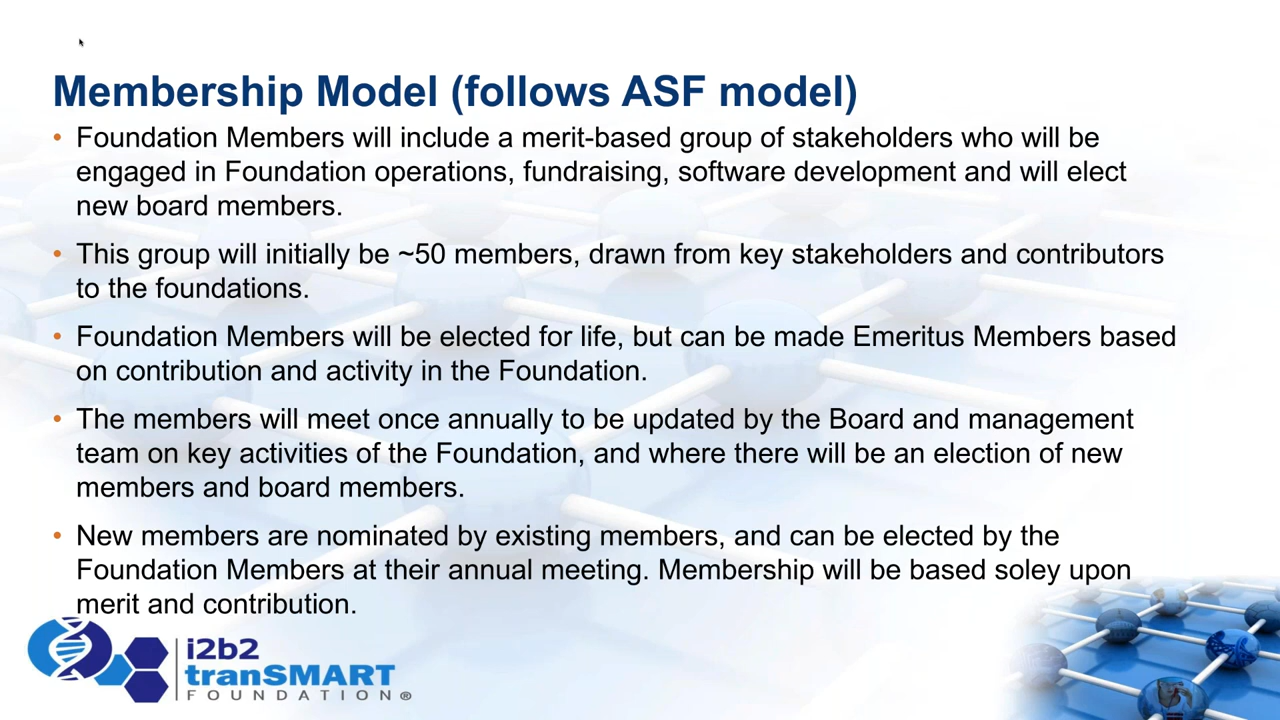 Membership Model (follows ASF model)
• Foundation Members will include a merit-based group of stakeholders who will be
engaged in Foundation operations, fundraising, software development and will elect
new board members.
• This group will initially be ~50 members, drawn from key stakeholders and contributors
to the foundations.
• Foundation Members will be elected for life, but can be made Emeritus Members based
on contribution and activity in the Foundation.
• The members will meet once annually to be updated by the Board and management
team on key activities of the Foundation, and where there will be an election of new
members and board members.
• New members are nominated by existing members, and can be elected by the
Foundation Members at their annual meeting. Membership will be based soley upon
merit and contribution.
i2b2
tranSMART
FOUNDATION®